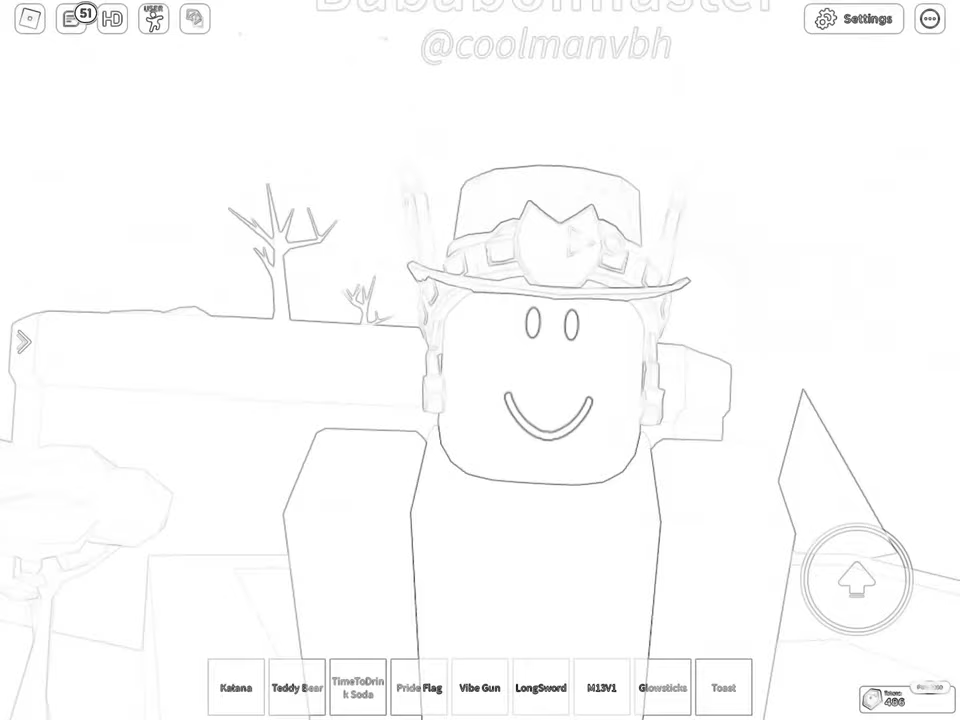 51
HD
USER
Settings
@coolmanvbh
Katana
Teddy Bear
TimeToDrin
k Soda
Pride Flag
Vibe Gun
LongSword
M13V1
Glowsticks
Toast
486